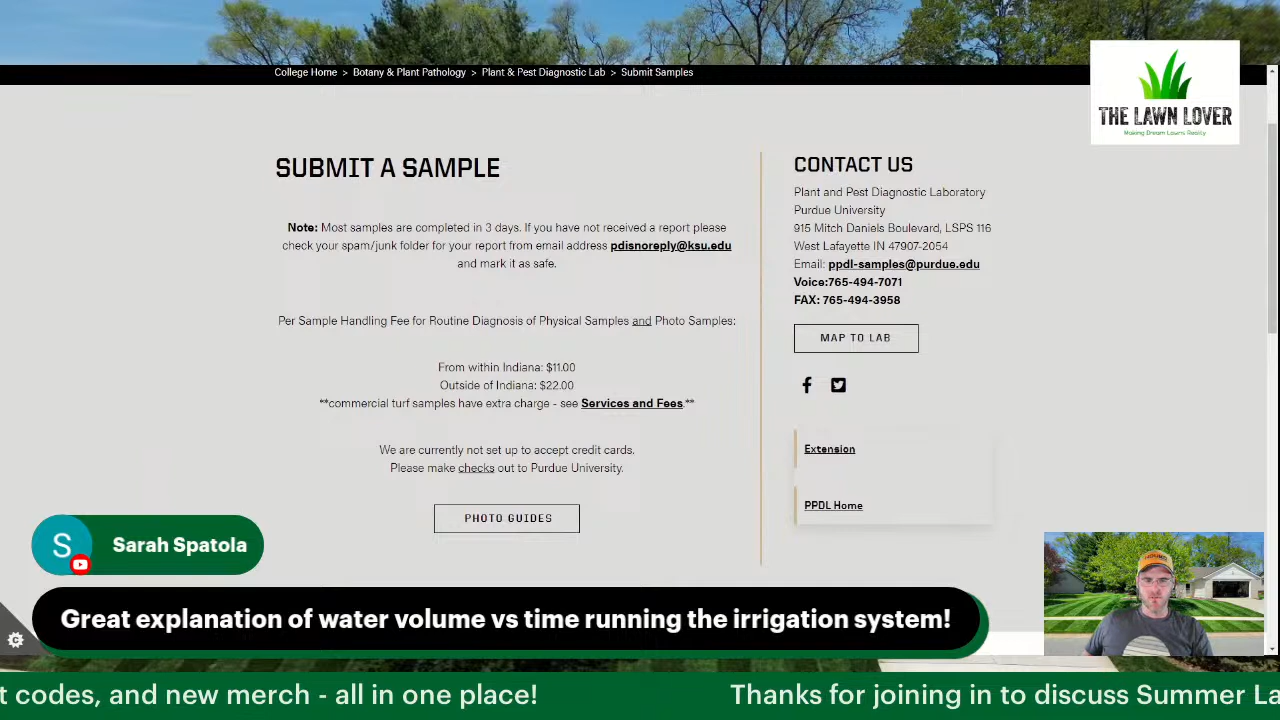 College Home > Botany & Plant Pathology > Plant & Pest Diagnostic Lab > Submit Samples
THE LAWN LOVER
Making Dream Lawns Reality
SUBMIT A SAMPLE
Note: Most samples are completed in 3 days. If you have not received a report please
check your spam/junk folder for your report from email address pdisnoreply@ksu.edu
and mark it as safe.
Per Sample Handling Fee for Routine Diagnosis of Physical Samples and Photo Samples:
From within Indiana: $11.00
Outside of Indiana: $22.00
**commercial turf samples have extra charge - see Services and Fees.**
We are currently not set up to accept credit cards.
Please make checks out to Purdue University.
PHOTO GUIDES
CONTACT US
Plant and Pest Diagnostic Laboratory
Purdue University
915 Mitch Daniels Boulevard, LSPS 116
West Lafayette IN 47907-2054
Email: ppdl-samples@purdue.edu
Voice:765-494-7071
FAX: 765-494-3958
MAP TO LAB
Extension
PPDL Home
S
Sarah Spatola
Great explanation of water volume vs time running the irrigation system!
t codes, and new merch - all in one place!
Thanks for joining in to discuss Summer La